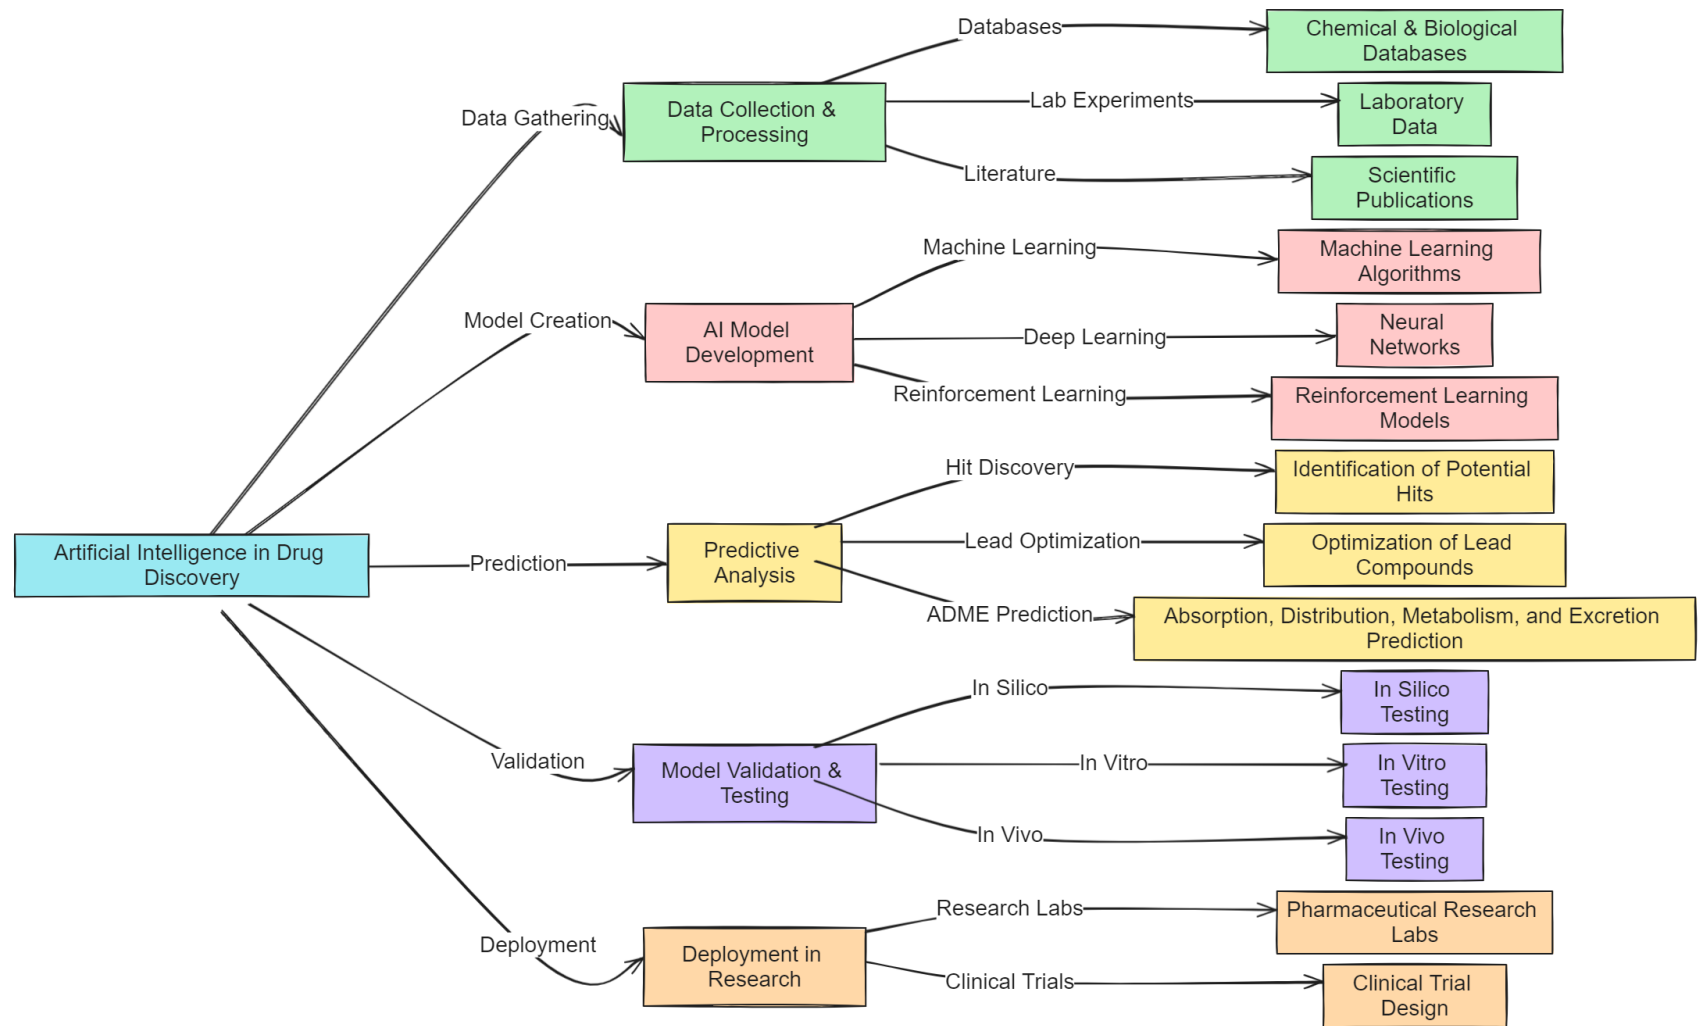 Databases
Chemical & Biological
Databases
Data Gathering
Data Collection &
Processing
Lab Experiments
Laboratory
Data
Literature
Scientific
Publications
Machine Learning
Machine Learning
Algorithms
Model Creation
AI Model
Development
Deep Learning
Neural
Networks
Reinforcement Learning
Reinforcement Learning
Models
Hit Discovery
Identification of Potential
Hits
Artificial Intelligence in Drug
Discovery
Prediction
Predictive
Analysis
Lead Optimization
Optimization of Lead
Compounds
ADME Prediction
Absorption, Distribution, Metabolism, and Excretion
Prediction
In Silico
In Silico
Testing
Validation
Model Validation &
Testing
In Vitro
In Vitro
Testing
In Vivo
In Vivo
Testing
Research Labs
Pharmaceutical Research
Labs
Deployment
Deployment in
Research
Clinical Trials
Clinical Trial
Design